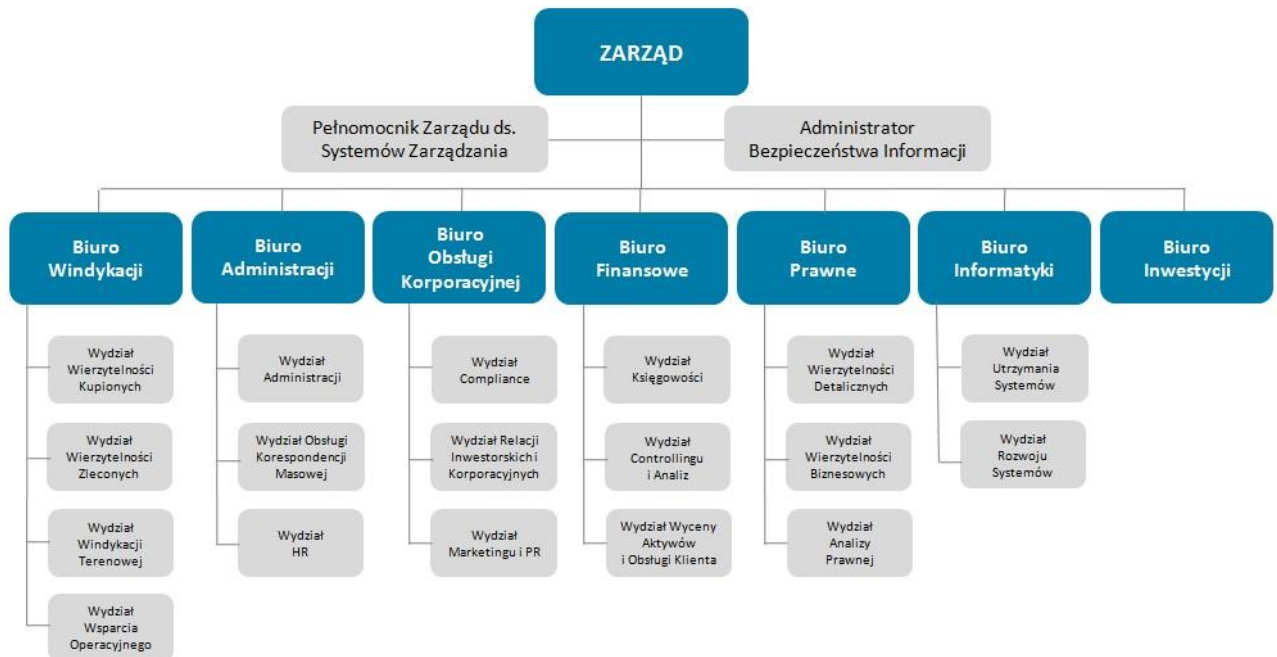 ZARZĄD
Pełnomocnik Zarządu ds.
Systemów Zarządzania
Administrator
Bezpieczeństwa Informacji
Biuro
Windykacji
Biuro
Administracji
Biuro
Obsługi
Korporacyjnej
Biuro
Finansowe
Biuro
Prawne
Biuro
Informatyki
Biuro
Inwestycji
Wydział
Wierzytelności
Kupionych
Wydział
Wierzytelności
Zleconych
Wydział
Windykacji
Terenowej
Wydział
Wsparcia
Operacyjnego
Wydział
Administracji
Wydział Obsługi
Korespondencji
Masowej
Wydział
HR
Wydział
Compliance
Wydział Relacji
Inwestorskich i
Korporacyjnych
Wydział
Marketingu i PR
Wydział
Księgowości
Wydział
Controllingu
i Analiz
Wydział Wyceny
Aktywów
i Obsługi Klienta
Wydział
Wierzytelności
Detalicznych
Wydział
Wierzytelności
Biznesowych
Wydział
Analizy
Prawnej
Wydział
Utrzymania
Systemów
Wydział
Rozwoju
Systemów